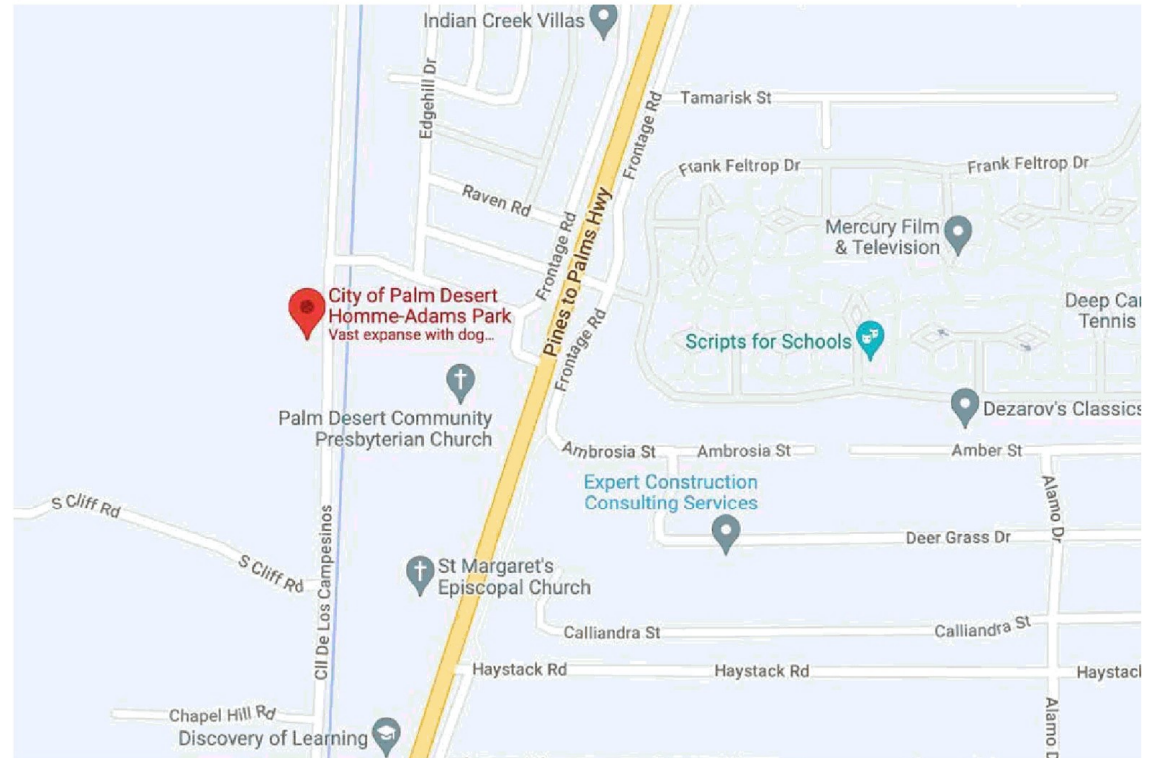 Indian Creek Villas
Edgehill Dr
Tamarisk St
Frontage Rd
Frank Feltrop Dr
Frank Feltrop Dr
Raven Rd
Frontage Rd
Pines to Palms Hwy
Mercury Film
& Television
City of Palm Desert
Homme-Adams Park
Vast expanse with dog...
Deep Ca
Tennis
Frontage Rd
Scripts for Schools
Palm Desert Community
Presbyterian Church
Dezarov's Classics
Ambrosia St
Ambrosia St
Amber St
Expert Construction
Consulting Services
S Cliff Rd
Alamo Dr
Deer Grass Dr
S Cliff Rd
Cll De Los Campesinos
St Margaret's
Episcopal Church
Calliandra St
Calliandra St
Haystack Rd
Haystack Rd
Haystack
Chapel Hill Rd
Discovery of Learning
Alamo D